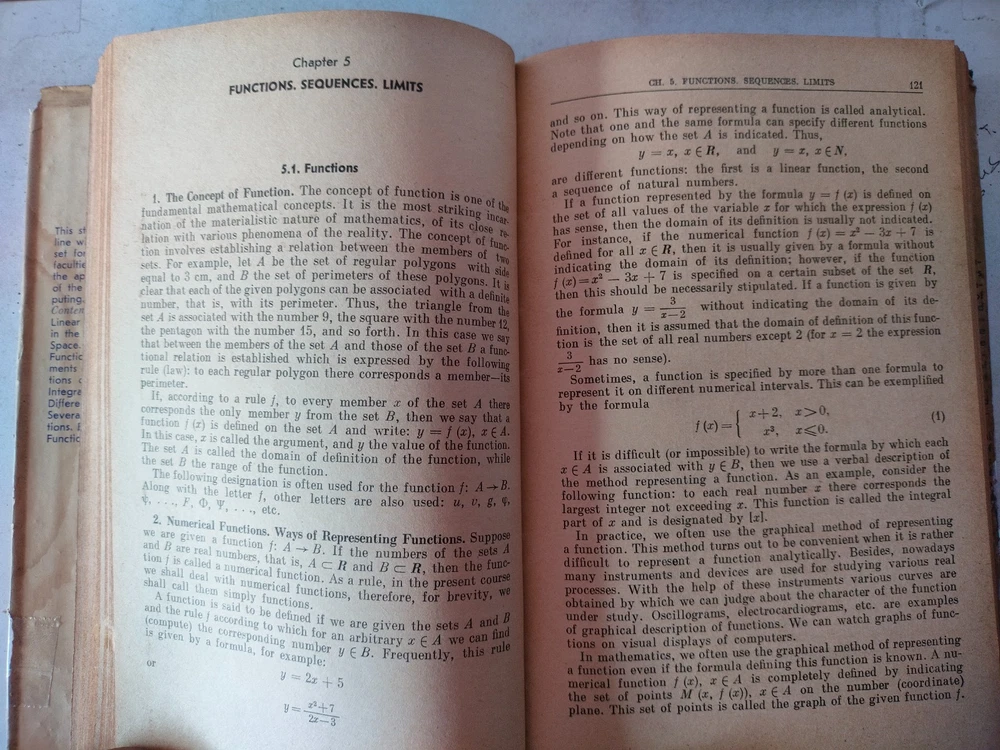 This st
line w
set for
facultie
the ap
of the
puting.
Conten
Linear
in the
Space.
Functic
ments
tions c
Integra
Differe
Severa
tions. I
Functic
Chapter 5
FUNCTIONS. SEQUENCES. LIMITS
5.1. Functions
1. The Concept of Function. The concept of function is one of the
fundamental mathematical concepts. It is the most striking incar-
nation of the materialistic nature of mathematics, of its close re-
lation with various phenomena of the reality. The concept of func-
tion involves establishing a relation between the members of two
sets. For example, let A be the set of regular polygons with side
equal to 3 cm, and B the set of perimeters of these polygons. It is
clear that each of the given polygons can be associated with a definite
number, that is, with its perimeter. Thus, the triangle from the
set A is associated with the number 9, the square with the number 12,
the pentagon with the number 15, and so forth. In this case we say
that between the members of the set A and those of the set B a func-
tional relation is established which is expressed by the following
rule (law): to each regular polygon there corresponds a member—its
perimeter.
If, according to a rule f, to every member x of the set A there
corresponds the only member y from the set B, then we say that a
function f (x) is defined on the set A and write: y = f (x), x ∈ A.
In this case, x is called the argument, and y the value of the function.
The set A is called the domain of definition of the function, while
the set B the range of the function.
The following designation is often used for the function f: A → B.
Along with the letter f, other letters are also used: u, v, g, φ,
ψ, . . ., F, Φ, Ψ, . . ., etc.
2. Numerical Functions. Ways of Representing Functions. Suppose
we are given a function f: A → B. If the numbers of the sets A
and B are real numbers, that is, A ⊂ R and B ⊂ R, then the func-
tion f is called a numerical function. As a rule, in the present course
we shall deal with numerical functions, therefore, for brevity, we
shall call them simply functions.
A function is said to be defined if we are given the sets A and B
and the rule f according to which for an arbitrary x ∈ A we can find
(compute) the corresponding number y ∈ B. Frequently, this rule
is given by a formula, for example:
y = 2x + 5
or
y = (x³+7)/(2x−3)
CH. 5. FUNCTIONS. SEQUENCES. LIMITS 121
and so on. This way of representing a function is called analytical.
Note that one and the same formula can specify different functions
depending on how the set A is indicated. Thus,
y = x, x ∈ R, and y = x, x ∈ N,
are different functions: the first is a linear function, the second
a sequence of natural numbers.
If a function represented by the formula y = f (x) is defined on
the set of all values of the variable x for which the expression f (x)
has sense, then the domain of its definition is usually not indicated.
For instance, if the numerical function f (x) = x² − 3x + 7 is
defined for all x ∈ R, then it is usually given by a formula without
indicating the domain of its definition; however, if the function
f (x) = x² − 3x + 7 is specified on a certain subset of the set R,
then this should be necessarily stipulated. If a function is given by
the formula y = 3/(x−2) without indicating the domain of its de-
finition, then it is assumed that the domain of definition of this func-
tion is the set of all real numbers except 2 (for x = 2 the expression
3/(x−2) has no sense).
Sometimes, a function is specified by more than one formula to
represent it on different numerical intervals. This can be exemplified
by the formula
f (x) = { x+2, x>0,
x³, x⩽0. (1)
If it is difficult (or impossible) to write the formula by which each
x ∈ A is associated with y ∈ B, then we use a verbal description of
the method representing a function. As an example, consider the
following function: to each real number x there corresponds the
largest integer not exceeding x. This function is called the integral
part of x and is designated by [x].
In practice, we often use the graphical method of representing
a function. This method turns out to be convenient when it is rather
difficult to represent a function analytically. Besides, nowadays
many instruments and devices are used for studying various real
processes. With the help of these instruments various curves are
obtained by which we can judge about the character of the function
under study. Oscillograms, electrocardiograms, etc. are examples
of graphical description of functions. We can watch graphs of func-
tions on visual displays of computers.
In mathematics, we often use the graphical method of representing
a function even if the formula defining this function is known. A nu-
merical function f (x), x ∈ A is completely defined by indicating
the set of points M (x, f (x)), x ∈ A on the number (coordinate)
plane. This set of points is called the graph of the given function f.